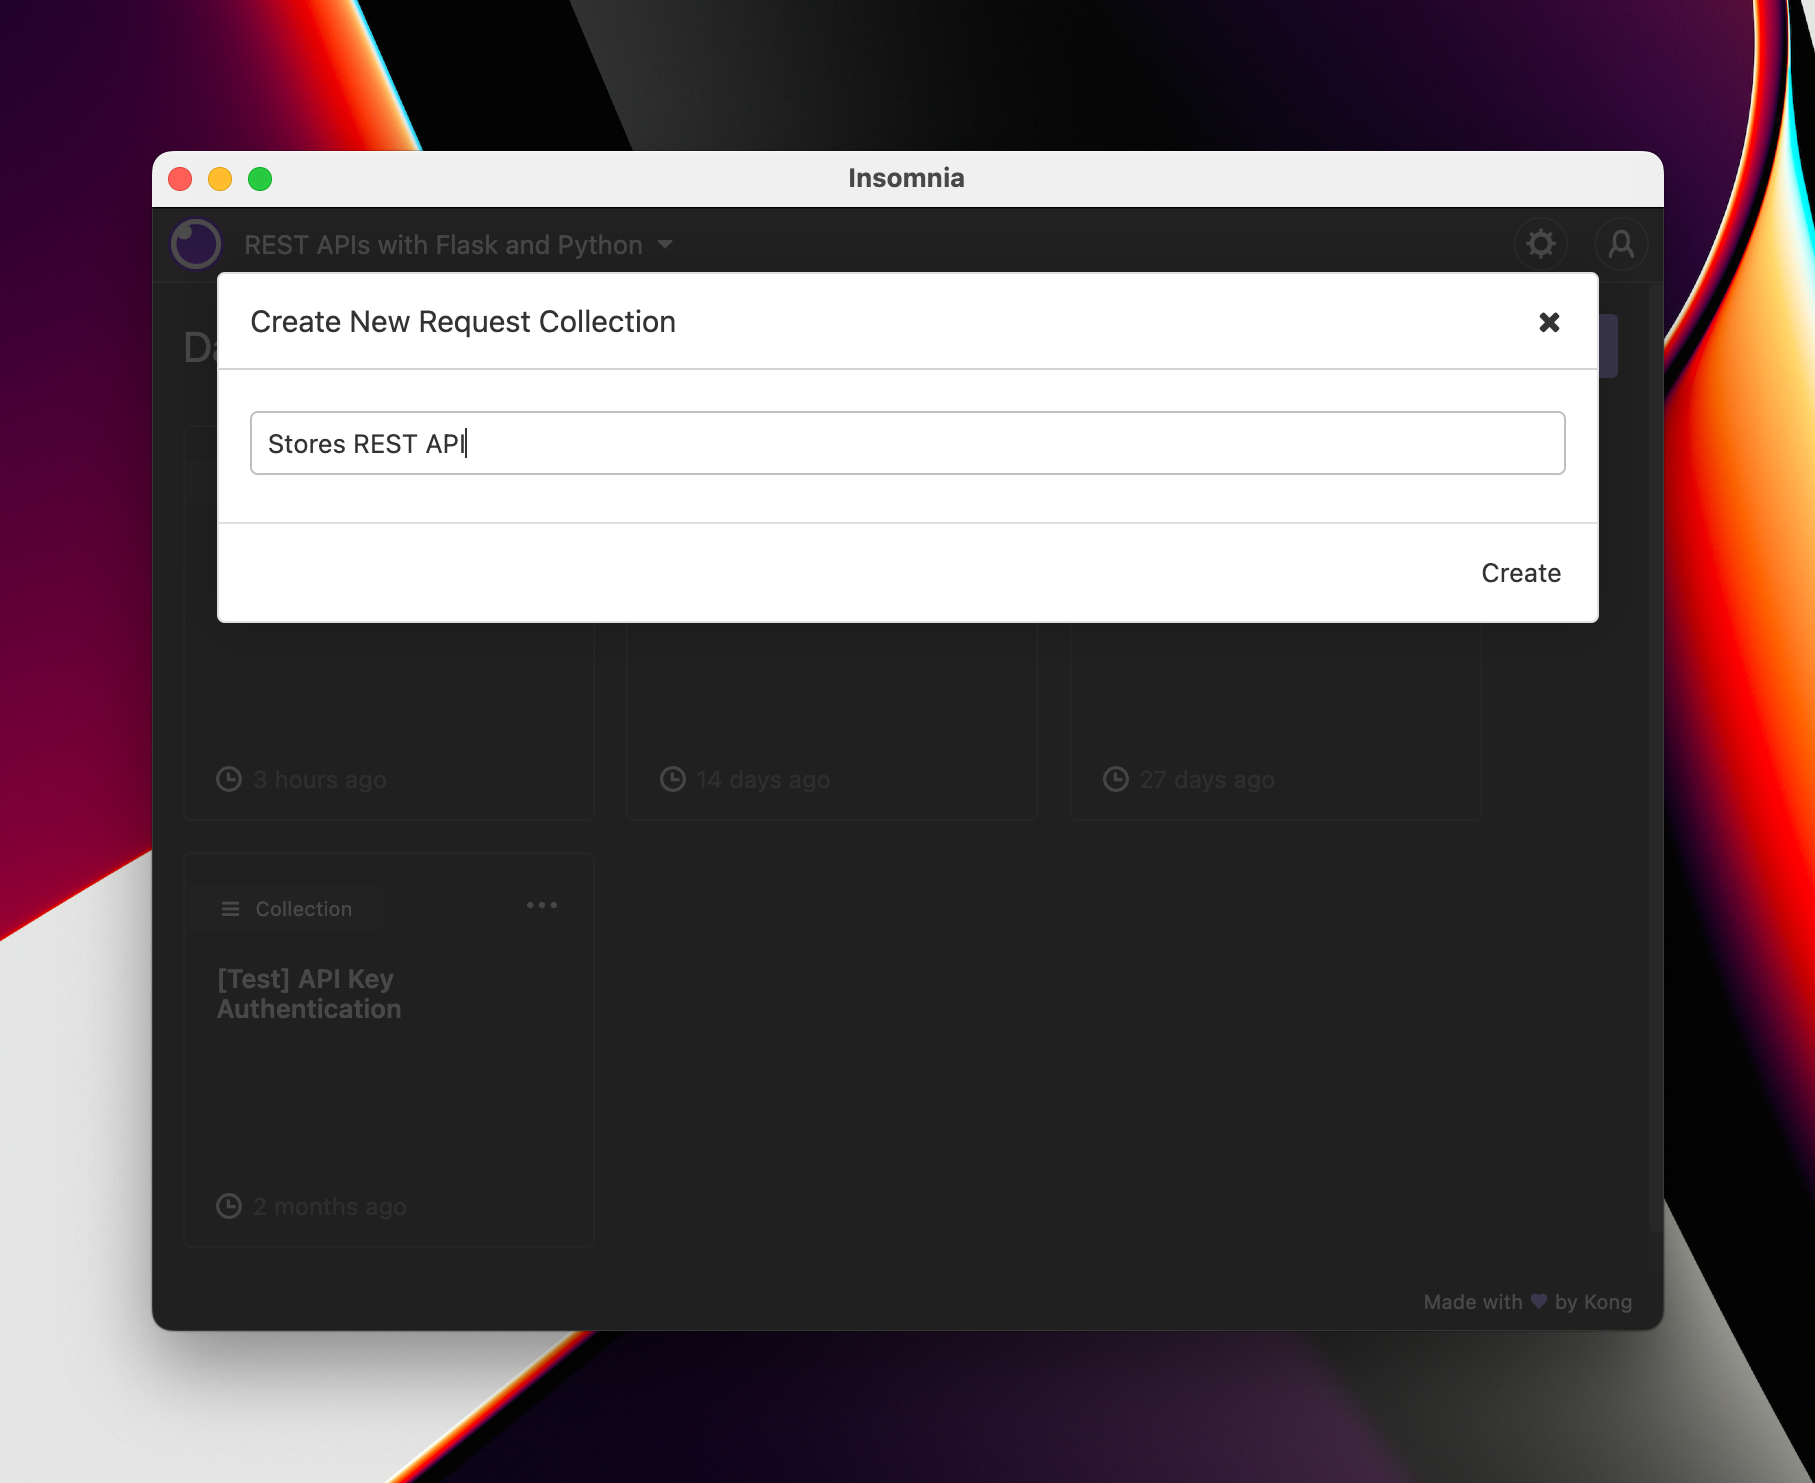 Insomnia
REST APIs with Flask and Python
Create New Request Collection
Stores REST API
Create
3 hours ago
14 days ago
27 days ago
Collection
[Test] API Key
Authentication
2 months ago
Made with by Kong